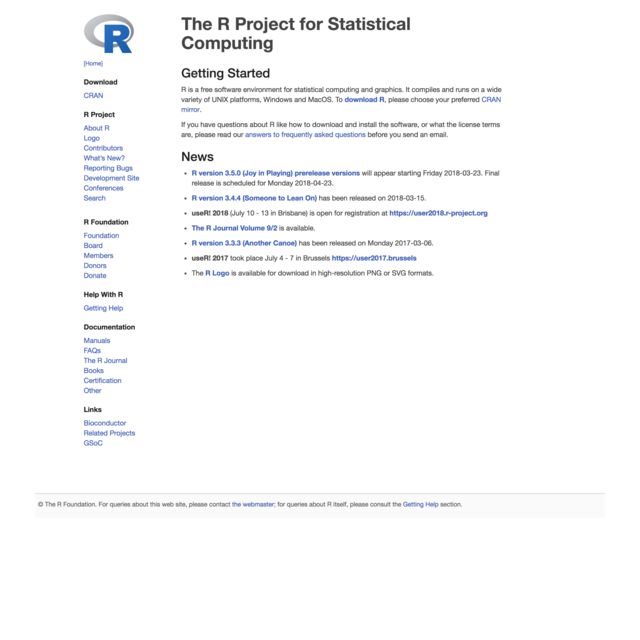 R
[Home]
Download
CRAN
R Project
About R
Logo
Contributors
What's New?
Reporting Bugs
Development Site
Conferences
Search
R Foundation
Foundation
Board
Members
Donors
Donate
Help With R
Getting Help
Documentation
Manuals
FAQs
The R Journal
Books
Certification
Other
Links
Bioconductor
Related Projects
GSoC
The R Project for Statistical
Computing
Getting Started
R is a free software environment for statistical computing and graphics. It compiles and runs on a wide
variety of UNIX platforms, Windows and MacOS. To download R, please choose your preferred CRAN
mirror.
If you have questions about R like how to download and install the software, or what the license terms
are, please read our answers to frequently asked questions before you send an email.
News
• R version 3.5.0 (Joy in Playing) prerelease versions will appear starting Friday 2018-03-23. Final
release is scheduled for Monday 2018-04-23.
• R version 3.4.4 (Someone to Lean On) has been released on 2018-03-15.
• useR! 2018 (July 10 - 13 in Brisbane) is open for registration at https://user2018.r-project.org
• The R Journal Volume 9/2 is available.
• R version 3.3.3 (Another Canoe) has been released on Monday 2017-03-06.
• useR! 2017 took place July 4 - 7 in Brussels https://user2017.brussels
• The R Logo is available for download in high-resolution PNG or SVG formats.
© The R Foundation. For queries about this web site, please contact the webmaster; for queries about R itself, please consult the Getting Help section.